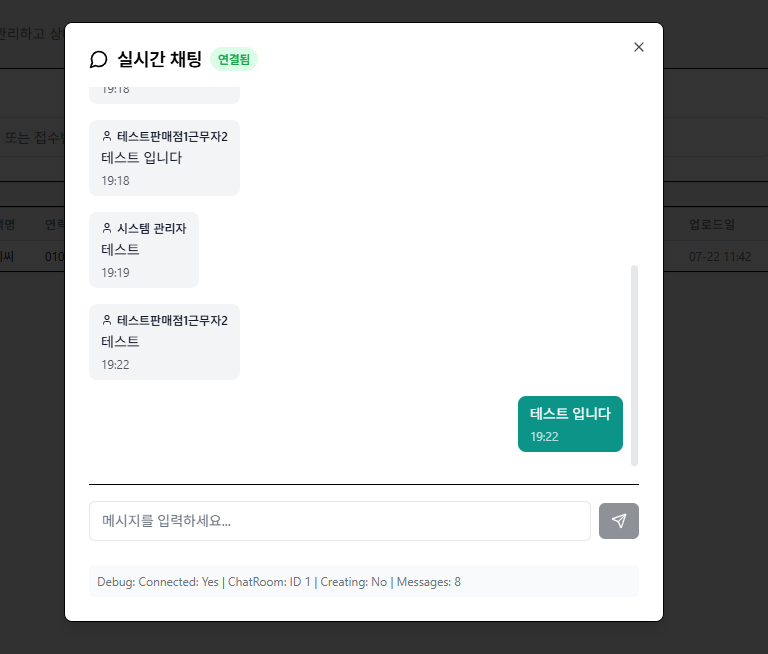 실시간 채팅 연결됨
19:18
테스트판매점1근무자2
테스트 입니다
19:18
시스템 관리자
테스트
19:19
테스트판매점1근무자2
테스트
19:22
테스트 입니다
19:22
메시지를 입력하세요...
Debug: Connected: Yes | ChatRoom: ID 1 | Creating: No | Messages: 8
관리하고
또는
업로드일
010
07-22 11:42